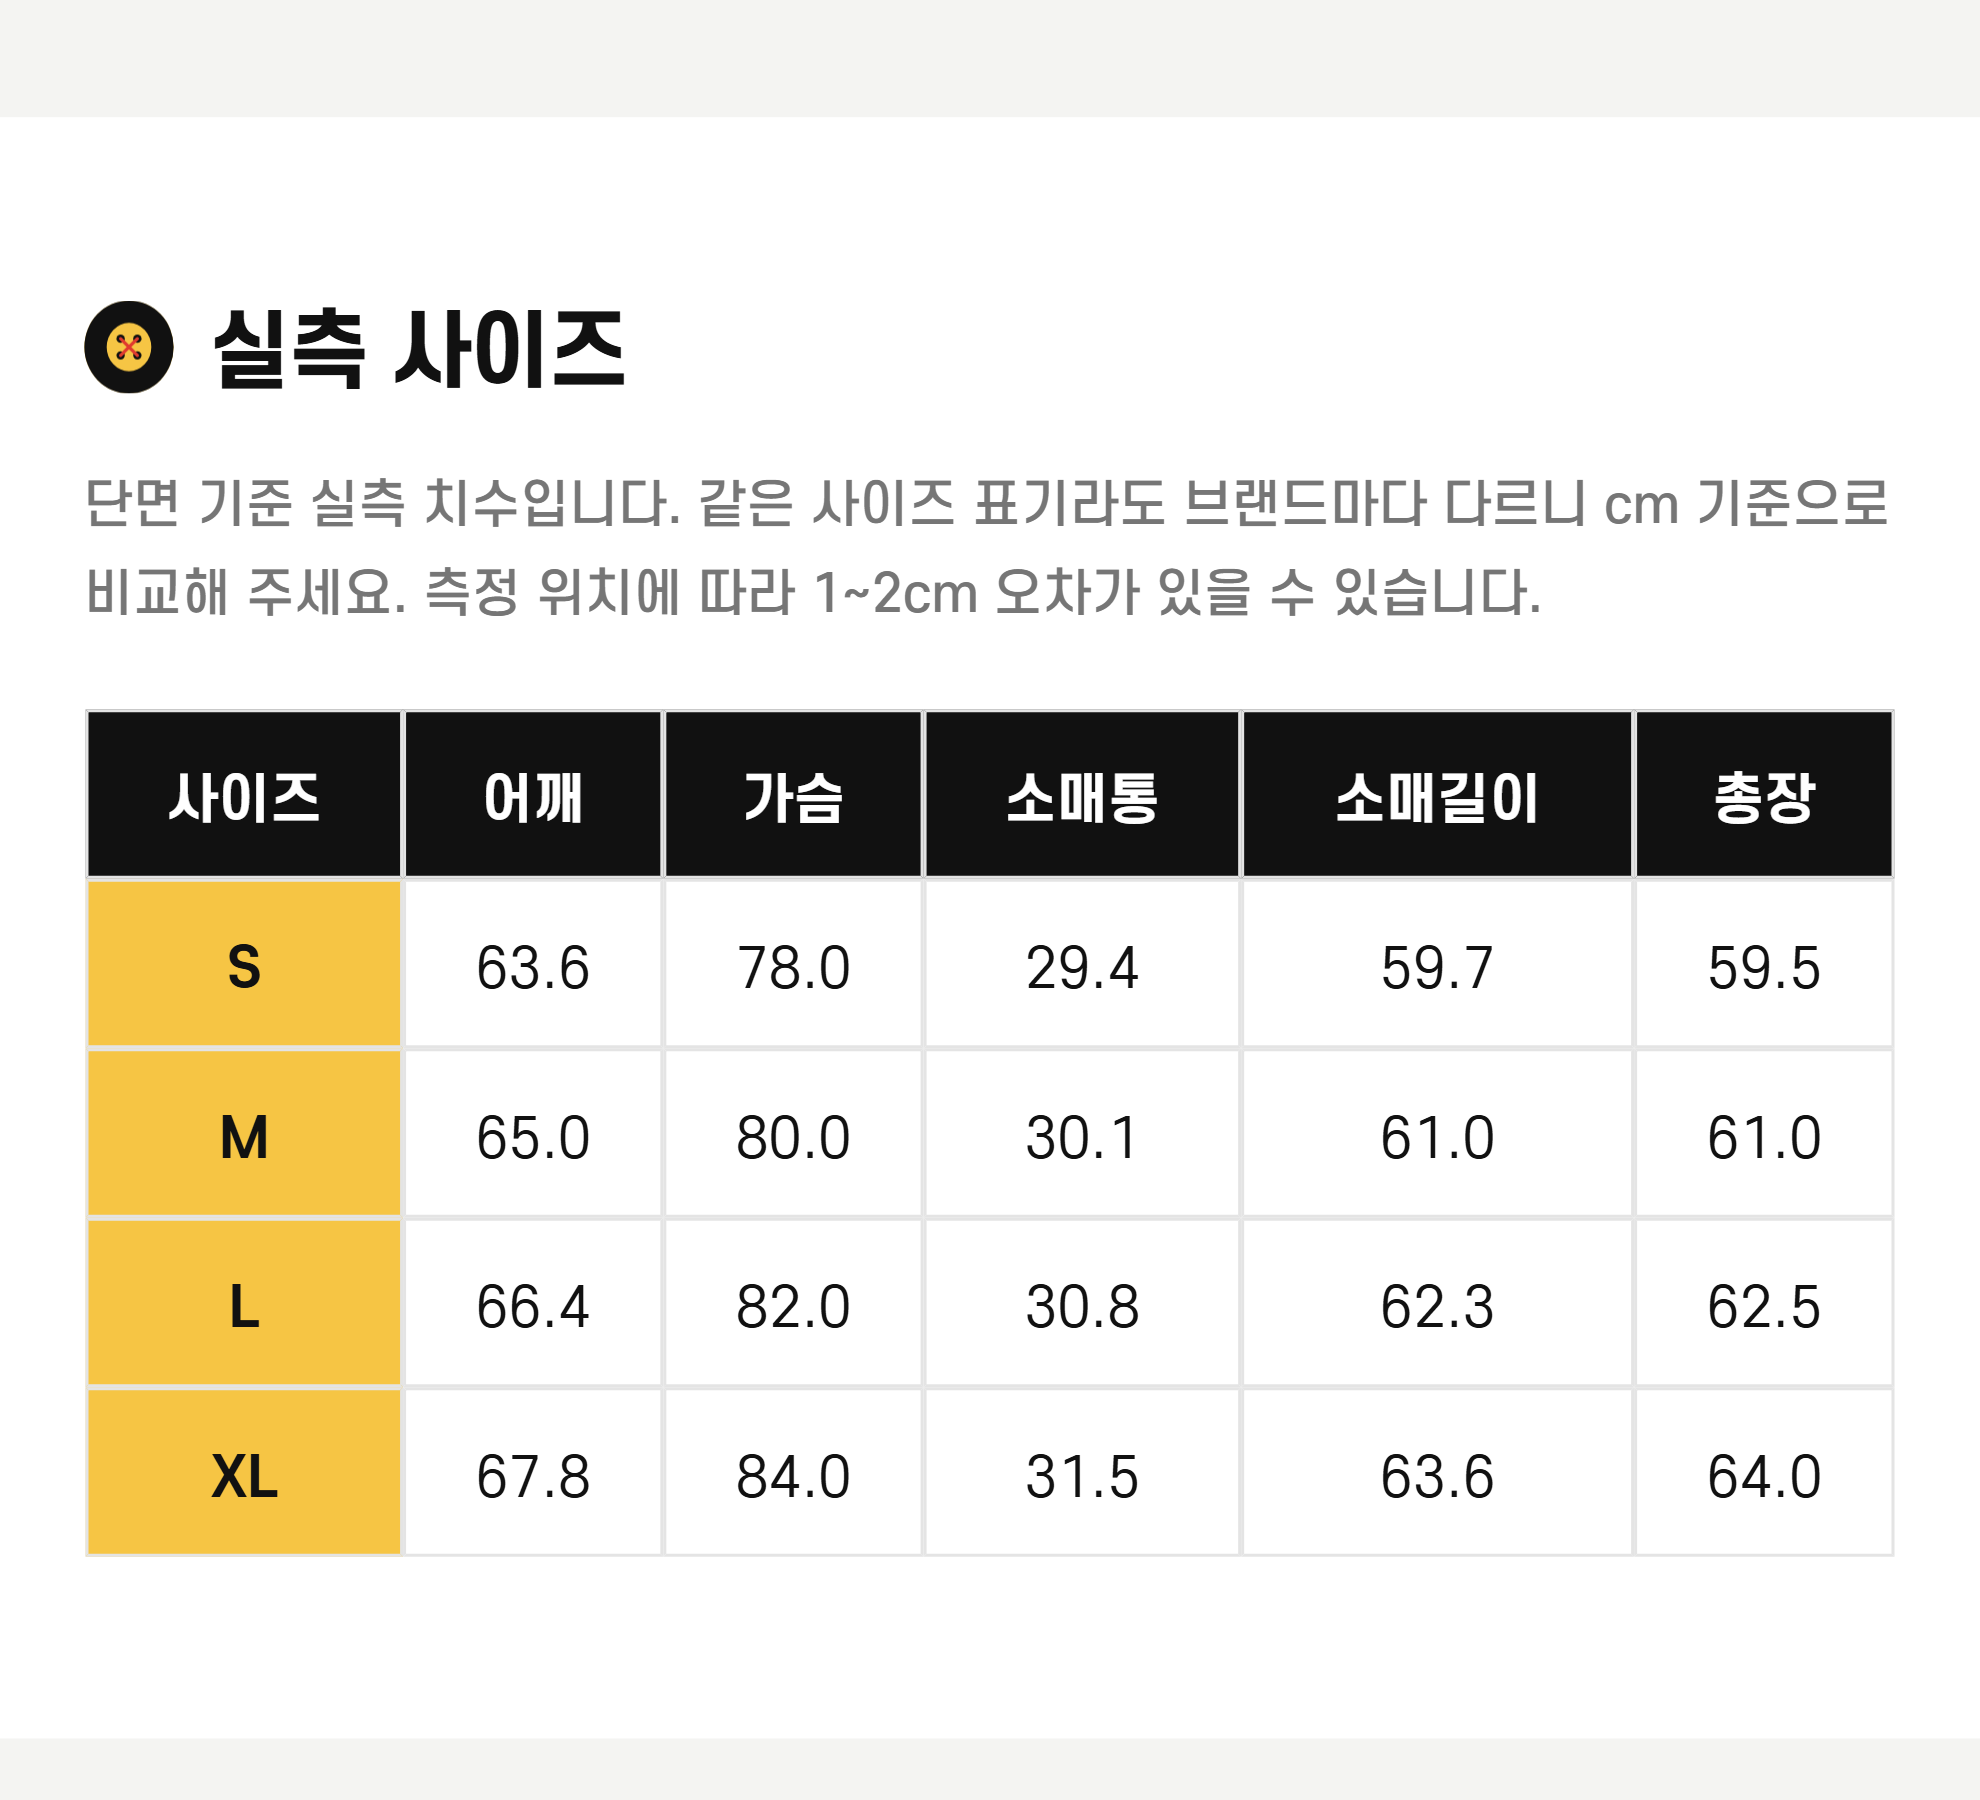 실측 사이즈
단면 기준 실측 치수입니다. 같은 사이즈 표기라도 브랜드마다 다르니 cm 기준으로
비교해 주세요. 측정 위치에 따라 1~2cm 오차가 있을 수 있습니다.
사이즈 어깨 가슴 소매통 소매길이 총장
S 63.6 78.0 29.4 59.7 59.5
M 65.0 80.0 30.1 61.0 61.0
L 66.4 82.0 30.8 62.3 62.5
XL 67.8 84.0 31.5 63.6 64.0